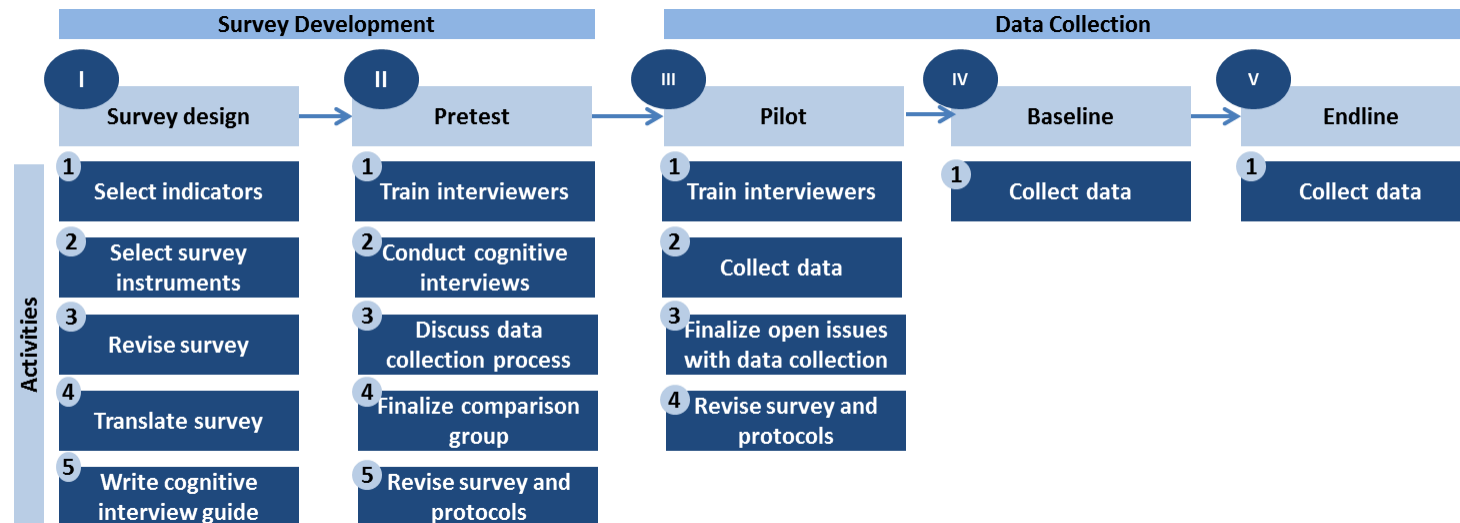 Survey Development
Data Collection
I
II
III
IV
V
Survey design
Pretest
Pilot
Baseline
Endline
Activities
1
Select indicators
2
Select survey
instruments
3
Revise survey
4
Translate survey
5
Write cognitive
interview guide
1
Train interviewers
2
Conduct cognitive
interviews
3
Discuss data
collection process
4
Finalize comparison
group
5
Revise survey and
protocols
1
Train interviewers
2
Collect data
3
Finalize open issues
with data collection
4
Revise survey and
protocols
1
Collect data
1
Collect data